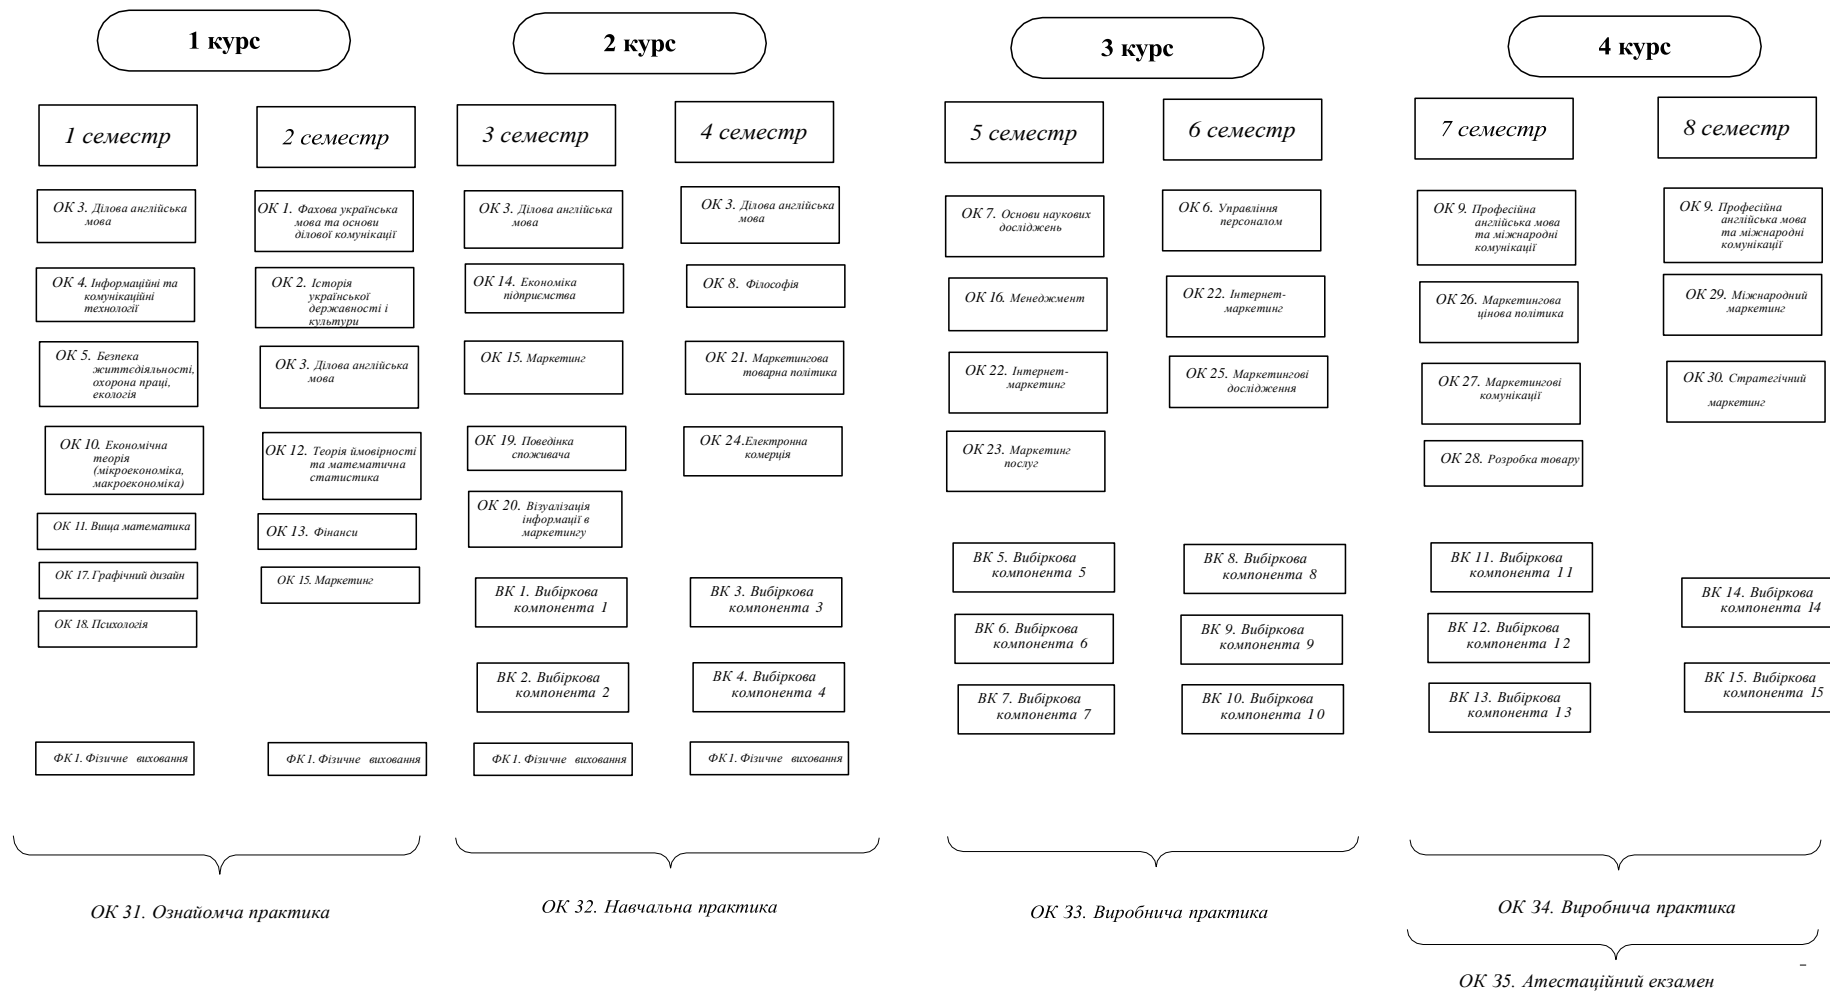 1 курс
1 семестр
ОК 3. Ділова англійська
мова
ОК 4. Інформаційні та
комунікаційні
технології
ОК 5. Безпека
життєдіяльності,
охорона праці,
екологія
ОК 10. Економічна
теорія
(мікроекономіка,
макроекономіка)
ОК 11. Вища математика
ОК 17. Графічний дизайн
ОК 18. Психологія
ФК 1. Фізичне виховання
2 семестр
ОК 1. Фахова українська
мова та основи
ділової комунікації
ОК 2. Історія
української
державності і
культури
ОК 3. Ділова англійська
мова
ОК 12. Теорія ймовірності
та математична
статистика
ОК 13. Фінанси
ОК 15. Маркетинг
ФК 1. Фізичне виховання
ОК 31. Ознайомча практика
2 курс
3 семестр
ОК 3. Ділова англійська
мова
ОК 14. Економіка
підприємства
ОК 15. Маркетинг
ОК 19. Поведінка
споживача
ОК 20. Візуалізація
інформації в
маркетингу
ВК 1. Вибіркова
компонента 1
ВК 2. Вибіркова
компонента 2
ФК 1. Фізичне виховання
4 семестр
ОК 3. Ділова англійська
мова
ОК 8. Філософія
ОК 21. Маркетингова
товарна політика
ОК 24.Електронна
комерція
ВК 3. Вибіркова
компонента 3
ВК 4. Вибіркова
компонента 4
ФК 1. Фізичне виховання
ОК 32. Навчальна практика
3 курс
5 семестр
ОК 7. Основи наукових
досліджень
ОК 16. Менеджмент
ОК 22. Інтернет-
маркетинг
ОК 23. Маркетинг
послуг
ВК 5. Вибіркова
компонента 5
ВК 6. Вибіркова
компонента 6
ВК 7. Вибіркова
компонента 7
6 семестр
ОК 6. Управління
персоналом
ОК 22. Інтернет-
маркетинг
ОК 25. Маркетингові
дослідження
ВК 8. Вибіркова
компонента 8
ВК 9. Вибіркова
компонента 9
ВК 10. Вибіркова
компонента 10
ОК 33. Виробнича практика
4 курс
7 семестр
ОК 9. Професійна
англійська мова
та міжнародні
комунікації
ОК 26. Маркетингова
цінова політика
ОК 27. Маркетингові
комунікації
ОК 28. Розробка товару
ВК 11. Вибіркова
компонента 11
ВК 12. Вибіркова
компонента 12
ВК 13. Вибіркова
компонента 13
8 семестр
ОК 9. Професійна
англійська мова
та міжнародні
комунікації
ОК 29. Міжнародний
маркетинг
ОК 30. Стратегічний
маркетинг
ВК 14. Вибіркова
компонента 14
ВК 15. Вибіркова
компонента 15
ОК 34. Виробнича практика
ОК 35. Атестаційний екзамен